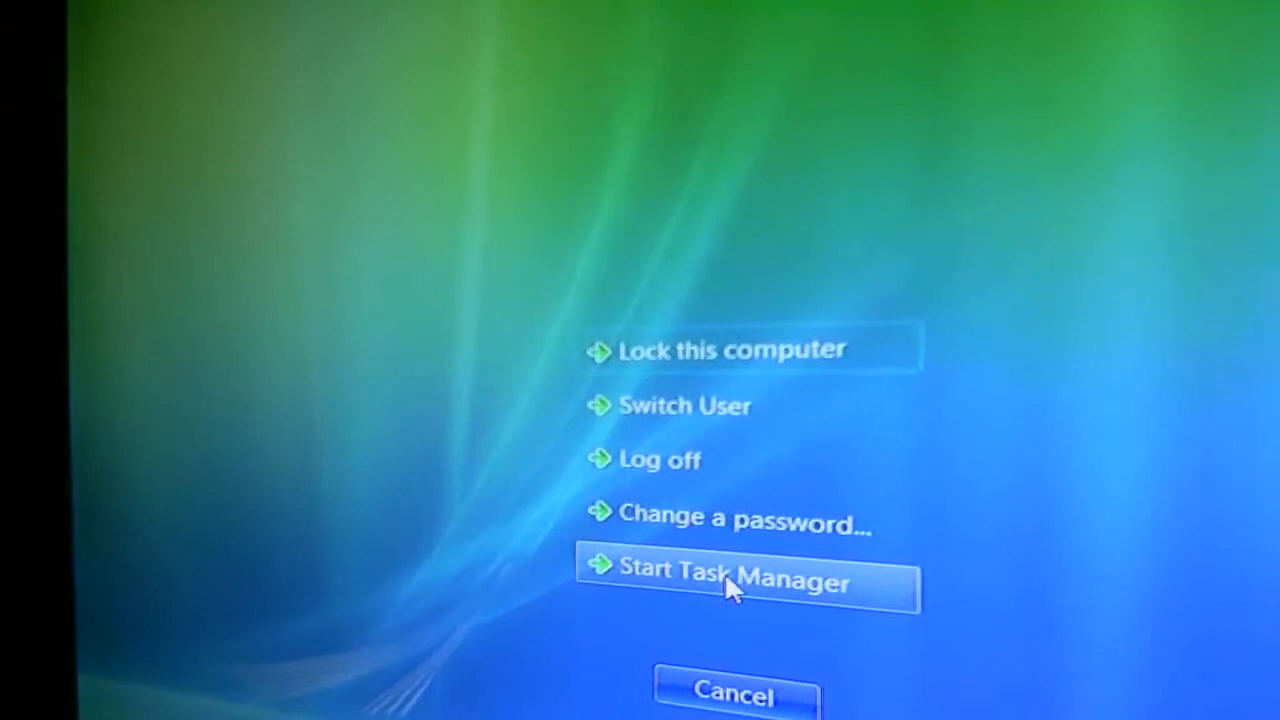 Lock this computer
Switch User
Log off
Change a password...
Start Task Manager
Cancel